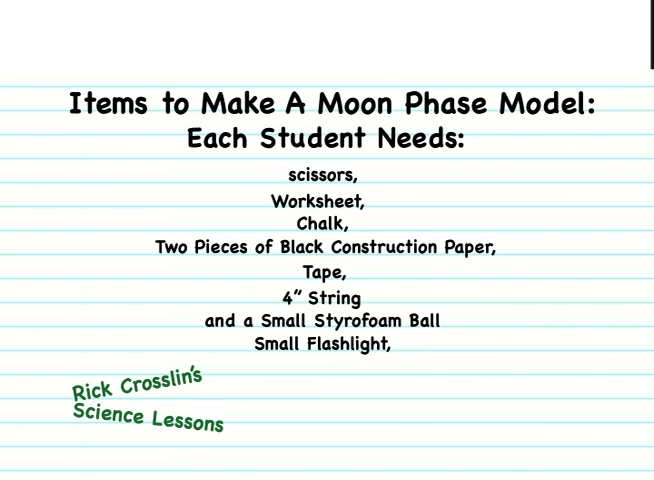 Items to Make A Moon Phase Model:
Each Student Needs:
scissors,
Worksheet,
Chalk,
Two Pieces of Black Construction Paper,
Tape,
4” String
and a Small Styrofoam Ball
Small Flashlight,
Rick Crosslin's
Science Lessons